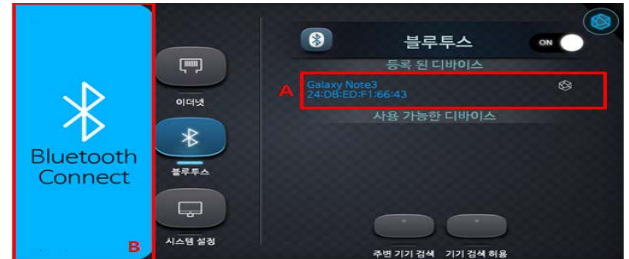 Bluetooth
Connect
B
이더넷
블루투스
시스템 설정
블루투스
ON
등록 된 디바이스
A
Galaxy Note3
24:DB:ED:F1:66:43
사용 가능한 디바이스
주변 기기 검색
기기 검색 허용